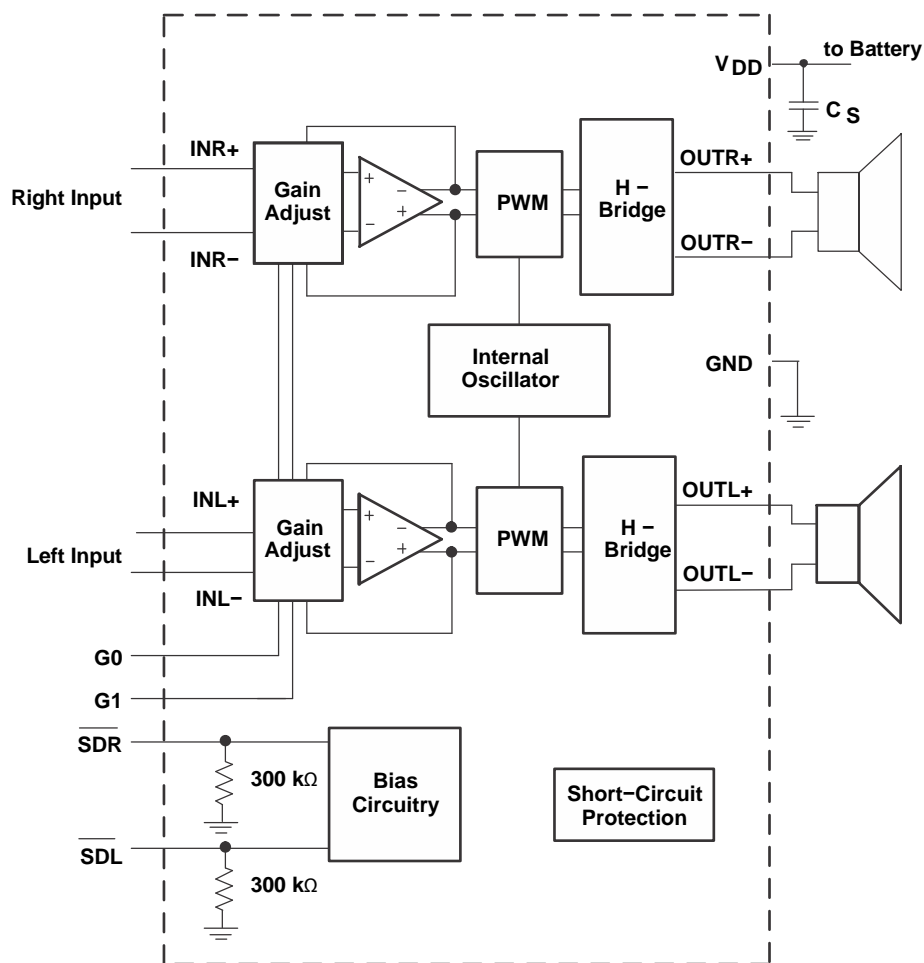 to Battery
VDD
CS
INR+
OUTR+
Right Input
Gain
Adjust
+
−
−
+
PWM
H −
Bridge
INR−
OUTR−
Internal
Oscillator
GND
INL+
OUTL+
Left Input
Gain
Adjust
+
−
−
+
PWM
H −
Bridge
INL−
OUTL−
G0
G1
SDR
300 kΩ
Bias
Circuitry
Short−Circuit
Protection
SDL
300 kΩ